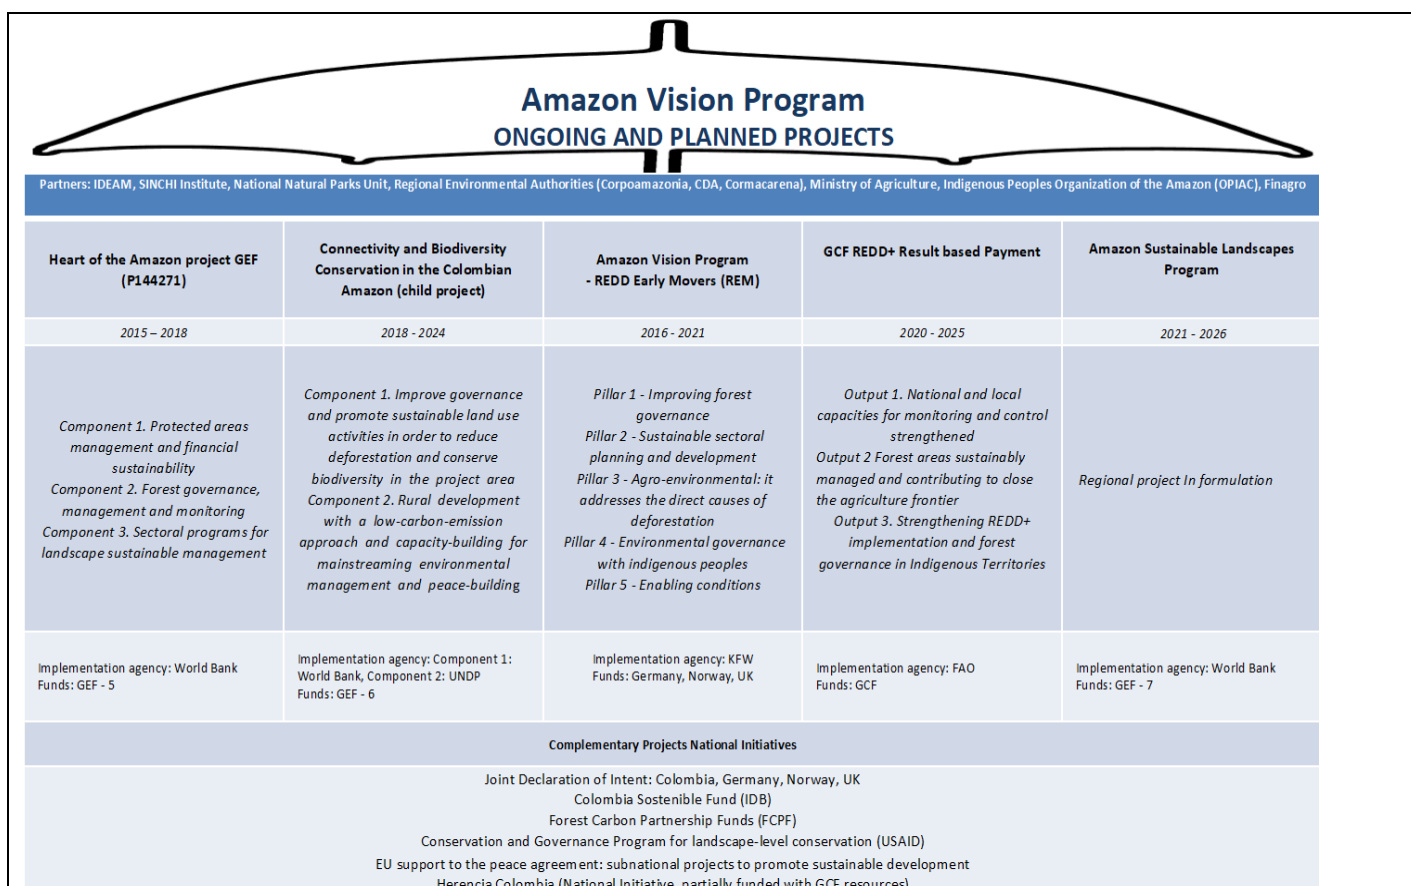 Amazon Vision Program
ONGOING AND PLANNED PROJECTS
Partners: IDEAM, SINCHI Institute, National Natural Parks Unit, Regional Environmental Authorities (Corpoamazonia, CDA, Cormacarena), Ministry of Agriculture, Indigenous Peoples Organization of the Amazon (OPIAC), Finagro
Heart of the Amazon project GEF
(P144271)
Connectivity and Biodiversity
Conservation in the Colombian
Amazon (child project)
Amazon Vision Program
- REDD Early Movers (REM)
GCF REDD+ Result based Payment
Amazon Sustainable Landscapes
Program
2015 – 2018
2018 - 2024
2016 - 2021
2020 - 2025
2021 - 2026
Component 1. Protected areas
management and financial
sustainability
Component 2. Forest governance,
management and monitoring
Component 3. Sectoral programs for
landscape sustainable management
Component 1. Improve governance
and promote sustainable land use
activities in order to reduce
deforestation and conserve
biodiversity in the project area
Component 2. Rural development
with a low-carbon-emission
approach and capacity-building for
mainstreaming environmental
management and peace-building
Pillar 1 - Improving forest
governance
Pillar 2 - Sustainable sectoral
planning and development
Pillar 3 - Agro-environmental: it
addresses the direct causes of
deforestation
Pillar 4 - Environmental governance
with indigenous peoples
Pillar 5 - Enabling conditions
Output 1. National and local
capacities for monitoring and control
strengthened
Output 2 Forest areas sustainably
managed and contributing to close
the agriculture frontier
Output 3. Strengthening REDD+
implementation and forest
governance in Indigenous Territories
Regional project In formulation
Implementation agency: World Bank
Funds: GEF - 5
Implementation agency: Component 1:
World Bank, Component 2: UNDP
Funds: GEF - 6
Implementation agency: KFW
Funds: Germany, Norway, UK
Implementation agency: FAO
Funds: GCF
Implementation agency: World Bank
Funds: GEF - 7
Complementary Projects National Initiatives
Joint Declaration of Intent: Colombia, Germany, Norway, UK
Colombia Sostenible Fund (IDB)
Forest Carbon Partnership Funds (FCPF)
Conservation and Governance Program for landscape-level conservation (USAID)
EU support to the peace agreement: subnational projects to promote sustainable development
Herencia Colombia (National Initiative, partially funded with GCF resources)